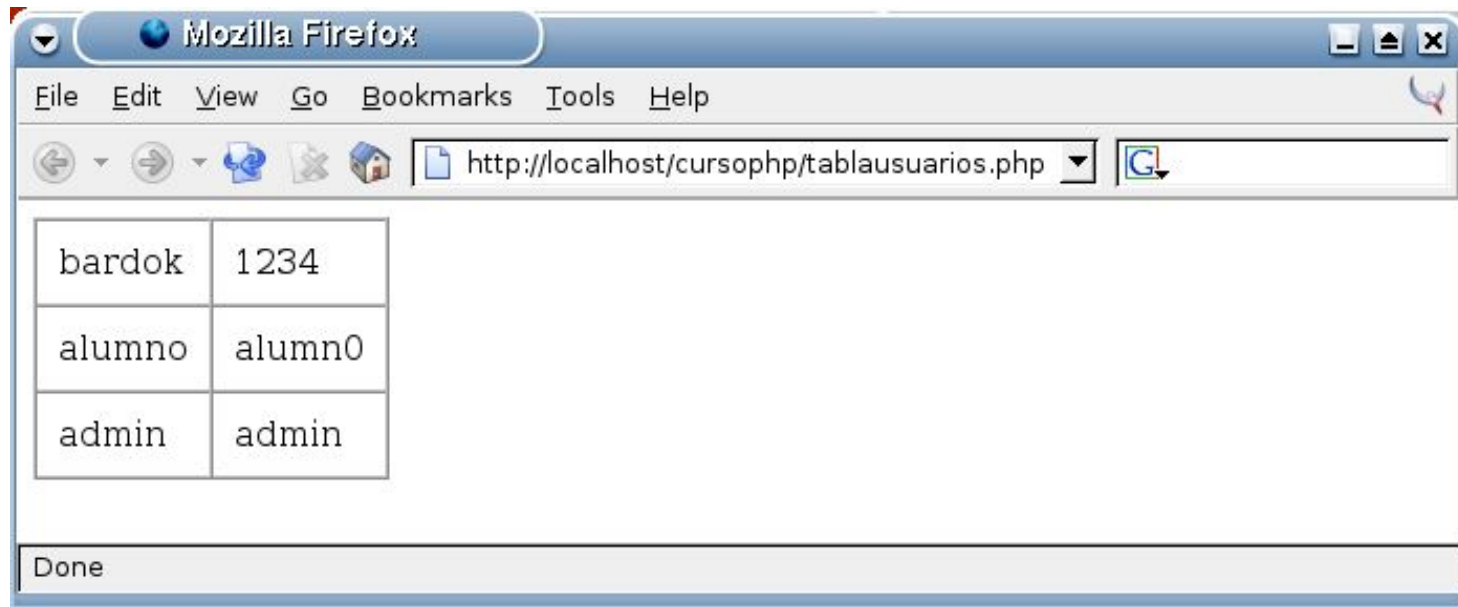 Mozilla Firefox
File Edit View Go Bookmarks Tools Help
http://localhost/cursophp/tablausuarios.php G
bardok 1234
alumno alumn0
admin admin
Done